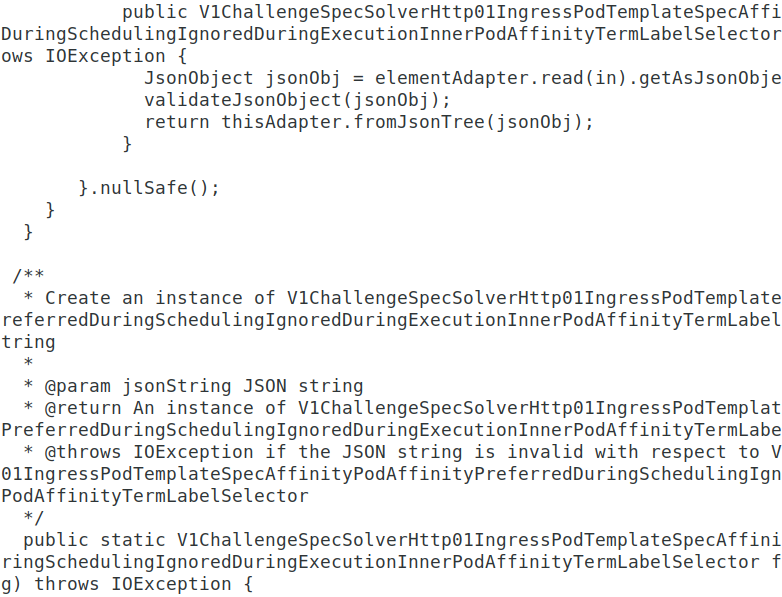 public V1ChallengeSpecSolverHttp01IngressPodTemplateSpecAffi
DuringSchedulingIgnoredDuringExecutionInnerPodAffinityTermLabelSelector
ows IOException {
JsonObject jsonObj = elementAdapter.read(in).getAsJsonObje
validateJsonObject(jsonObj);
return thisAdapter.fromJsonTree(jsonObj);
}
}.nullSafe();
}
}
/**
* Create an instance of V1ChallengeSpecSolverHttp01IngressPodTemplate
referredDuringSchedulingIgnoredDuringExecutionInnerPodAffinityTermLabel
tring
*
* @param jsonString JSON string
* @return An instance of V1ChallengeSpecSolverHttp01IngressPodTemplat
PreferredDuringSchedulingIgnoredDuringExecutionInnerPodAffinityTermLabe
* @throws IOException if the JSON string is invalid with respect to V
01IngressPodTemplateSpecAffinityPodAffinityPreferredDuringSchedulingIgn
PodAffinityTermLabelSelector
*/
public static V1ChallengeSpecSolverHttp01IngressPodTemplateSpecAffini
ringSchedulingIgnoredDuringExecutionInnerPodAffinityTermLabelSelector f
g) throws IOException {